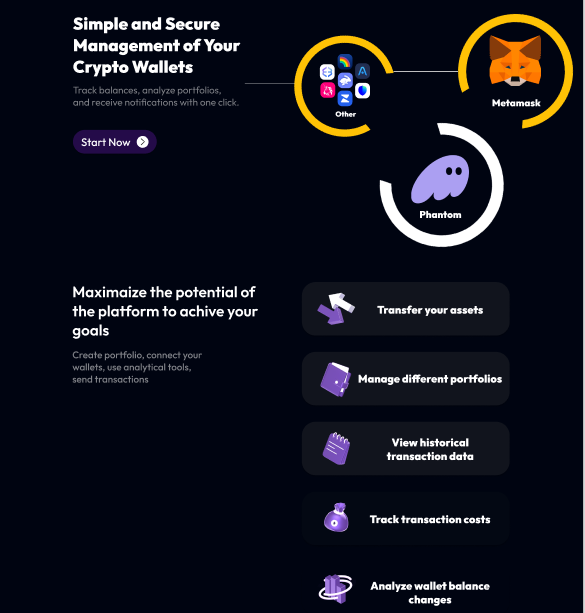 Simple and Secure
Management of Your
Crypto Wallets
Track balances, analyze portfolios,
and receive notifications with one click.
Start Now
Other
Metamask
Phantom
Maximaize the potential of
the platform to achive your
goals
Create portfolio, connect your
wallets, use analytical tools,
send transactions
Transfer your assets
Manage different portfolios
View historical
transaction data
Track transaction costs
Analyze wallet balance
changes